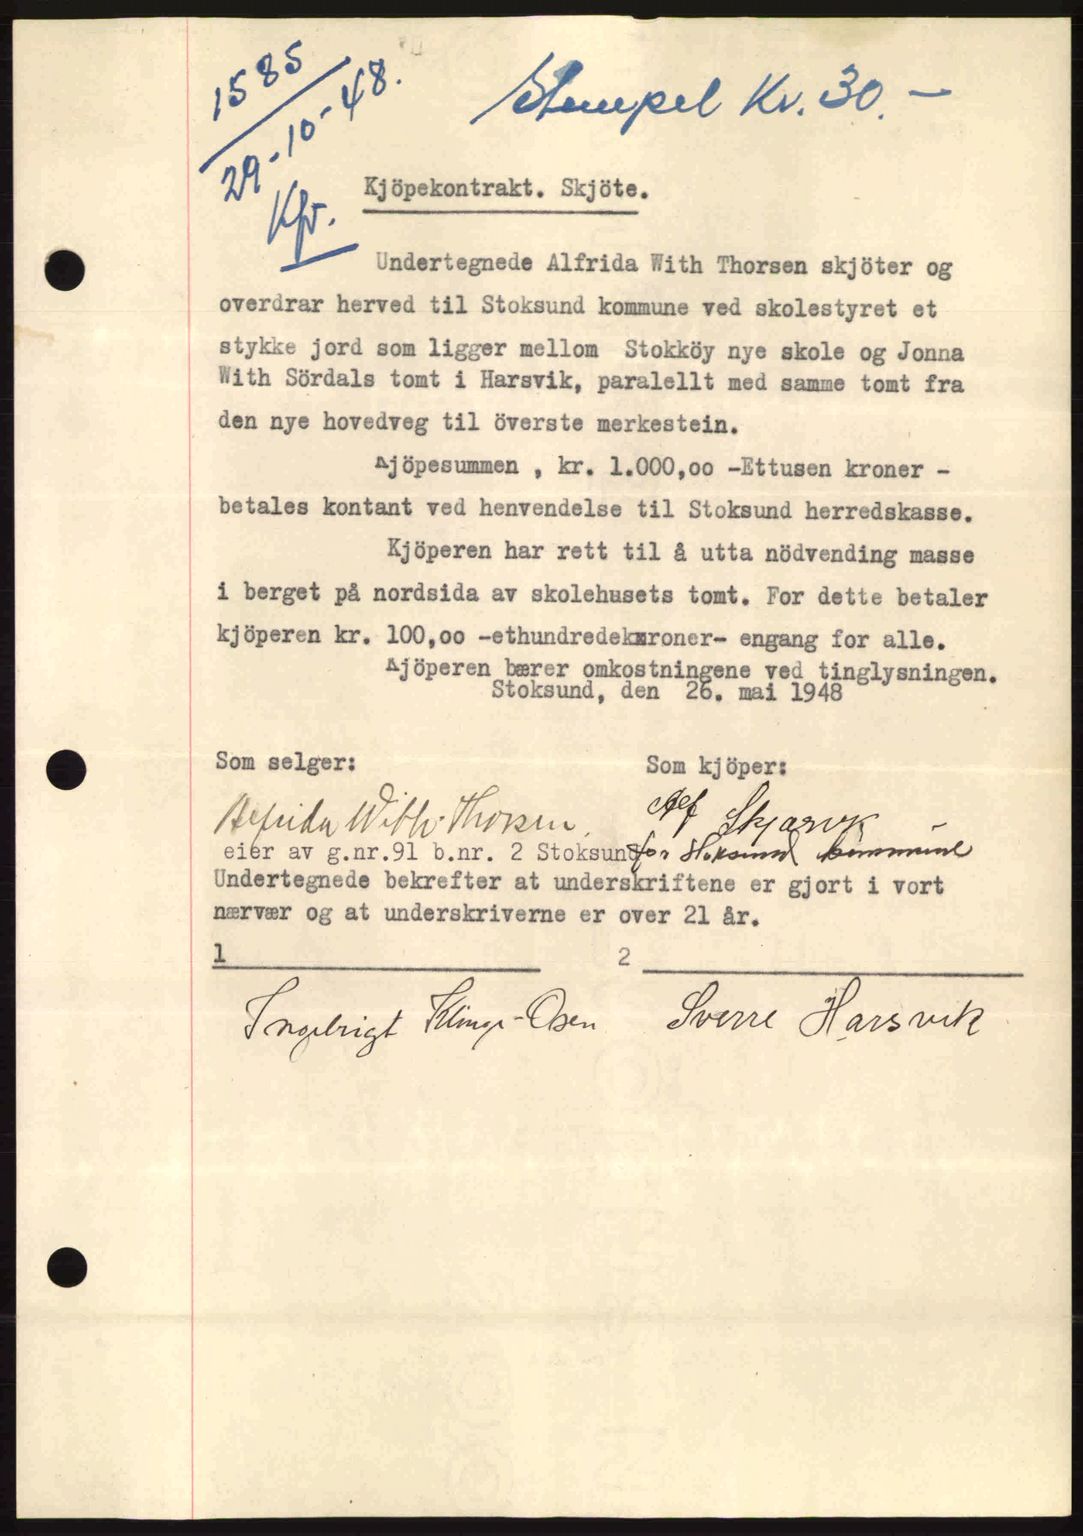 1585
29-10-48.
Stempel Kr. 30.-
Kjöpekontrakt. Skjöte.
Undertegnede Alfrida With Thorsen skjöter og
overdrar herved til Stoksund kommune ved skolestyret et
stykke jord som ligger mellom Stokköy nye skole og Jonna
With Sördals tomt i Harsvik, paralellt med samme tomt fra
den nye hovedveg til överste merkestein.
Kjöpesummen , kr. 1.000,oo -Ettusen kroner -
betales kontant ved henvendelse til Stoksund herredskasse.
Kjöperen har rett til å utta nödvending masse
i berget på nordsida av skolehusets tomt. For dette betaler
kjöperen kr. 100,oo -ethundredekroner- engang for alle.
Kjöperen bærer omkostningene ved tinglysningen.
Stoksund, den 26. mai 1948
Som selger: Som kjöper:
Alfrida With-Thorsen. Skjærvik
eier av g.nr.91 b.nr. 2 Stoksund for Stoksund kommune
Undertegnede bekrefter at underskriftene er gjort i vort
nærvær og at underskriverne er over 21 år.
1 2
Ingebrigt Klinge-Osen Sverre Harsvik